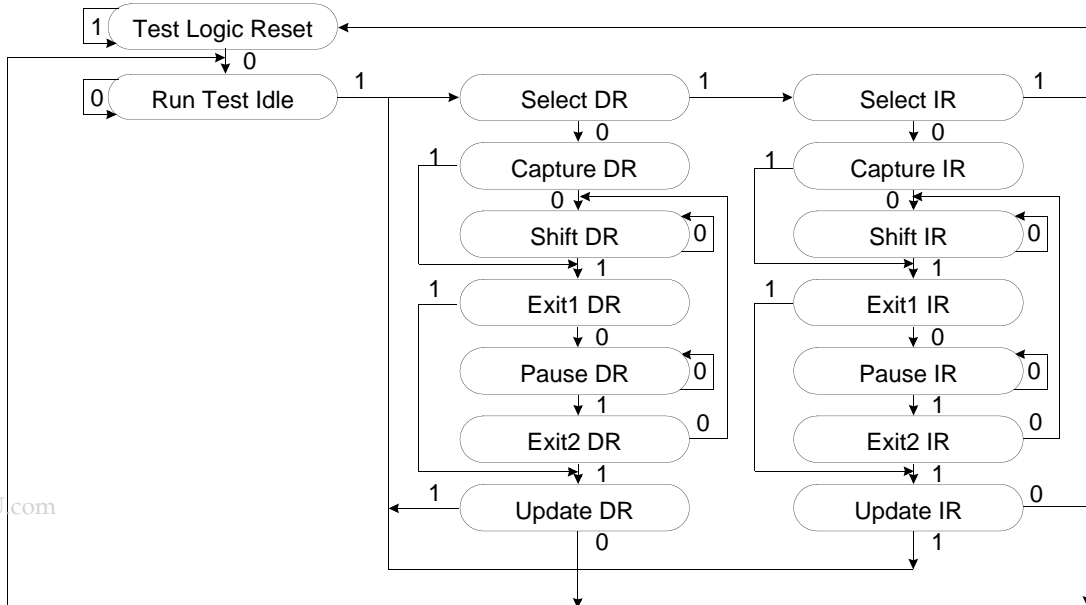 1 Test Logic Reset
0
0 Run Test Idle 1 Select DR 1 Select IR 1
0 0
1 Capture DR 1 Capture IR
0 0
Shift DR 0 Shift IR 0
1 1
1 Exit1 DR 1 Exit1 IR
0 0
Pause DR 0 Pause IR 0
1 1
Exit2 DR 0 Exit2 IR 0
1 1
.com
1 Update DR Update IR 0
0 1